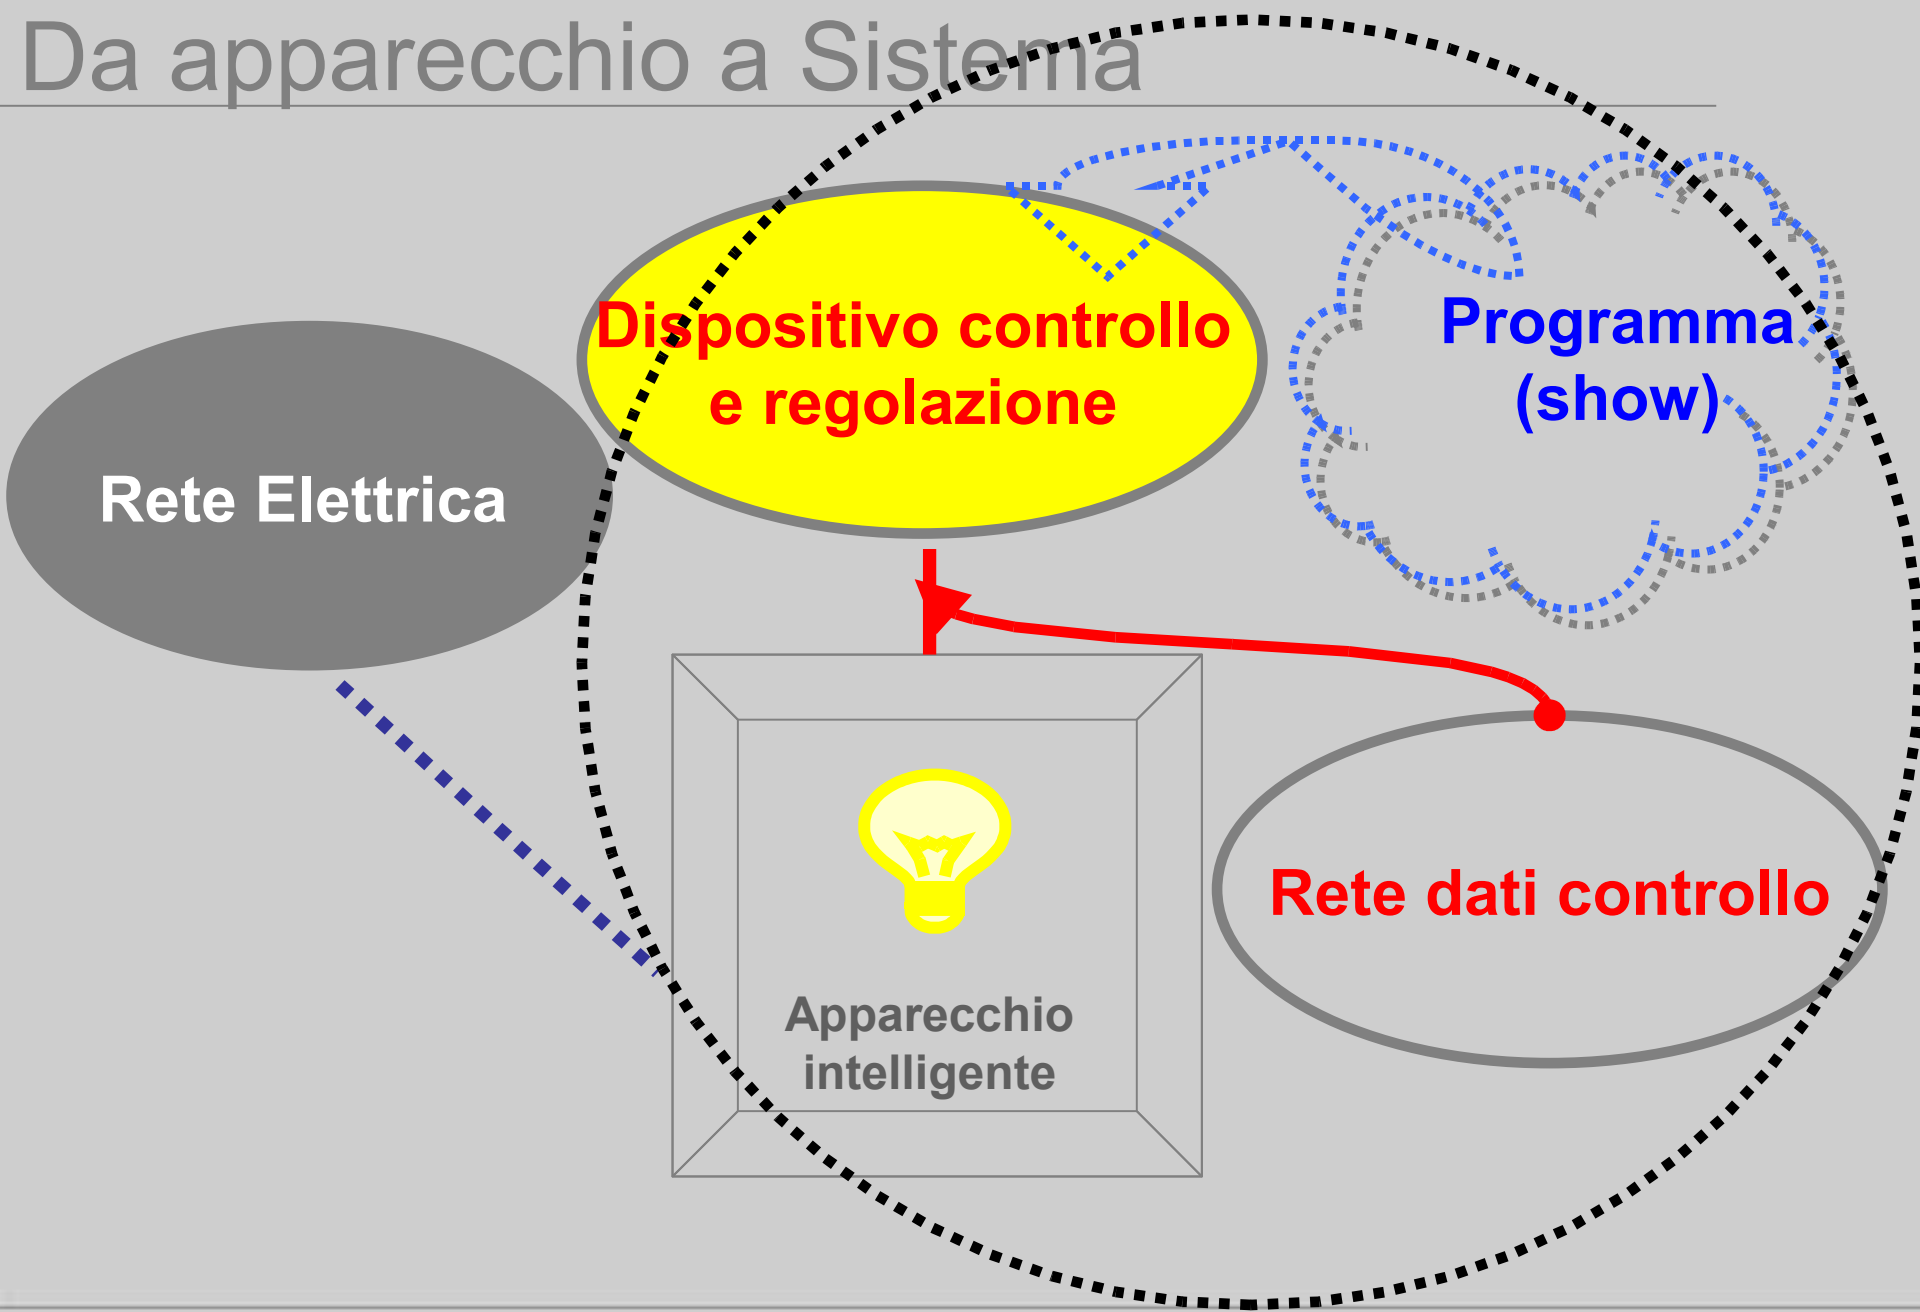 Da apparecchio a Sistema
Dispositivo controllo
e regolazione
Programma
(show)
Rete Elettrica
Rete dati controllo
Apparecchio
intelligente